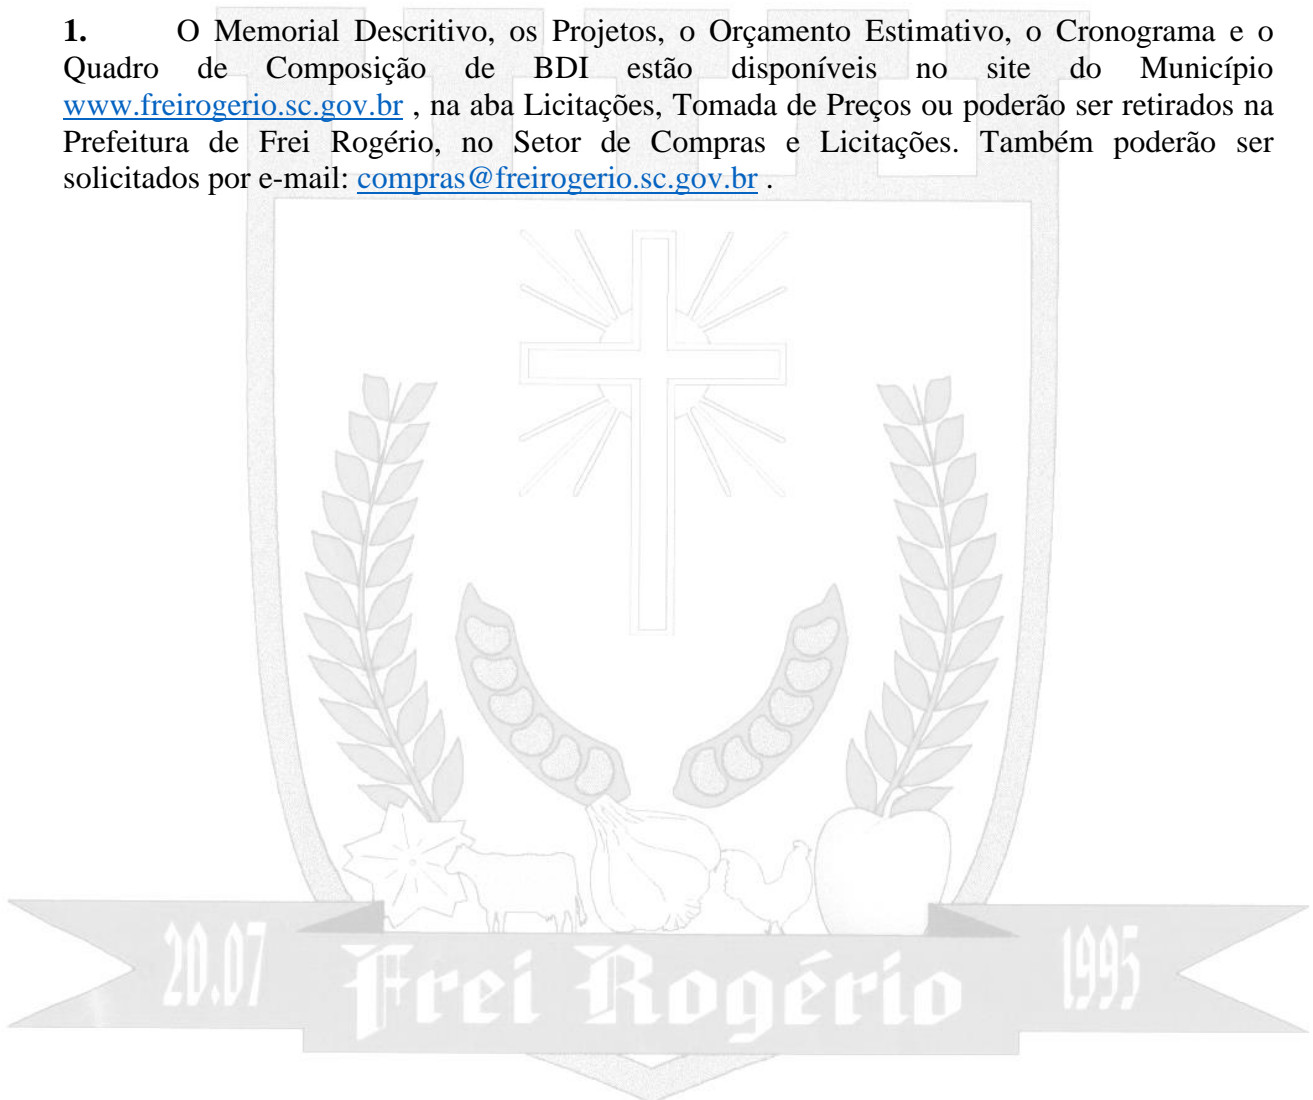 1. O Memorial Descritivo, os Projetos, o Orçamento Estimativo, o Cronograma e o
Quadro de Composição de BDI estão disponíveis no site do Município
www.freirogerio.sc.gov.br , na aba Licitações, Tomada de Preços ou poderão ser retirados na
Prefeitura de Frei Rogério, no Setor de Compras e Licitações. Também poderão ser
solicitados por e-mail: compras@freirogerio.sc.gov.br .
20.07 Frei Rogério 1995